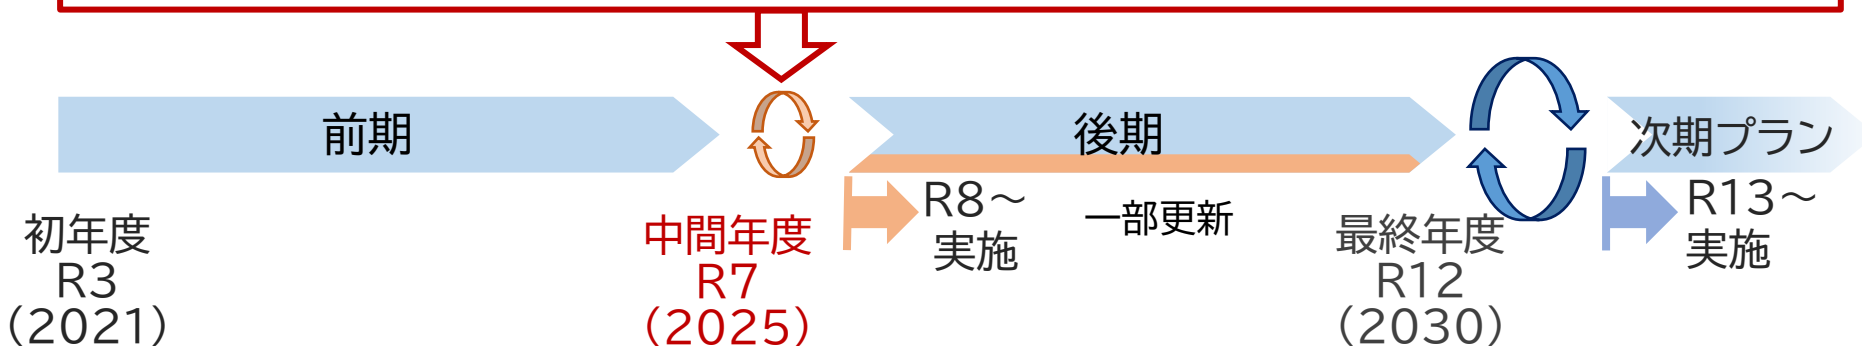 前期
後期
次期プラン
初年度
R3
（2021）
中間年度
R7
（2025）
R8～
実施
一部更新
最終年度
R12
（2030）
R13～
実施